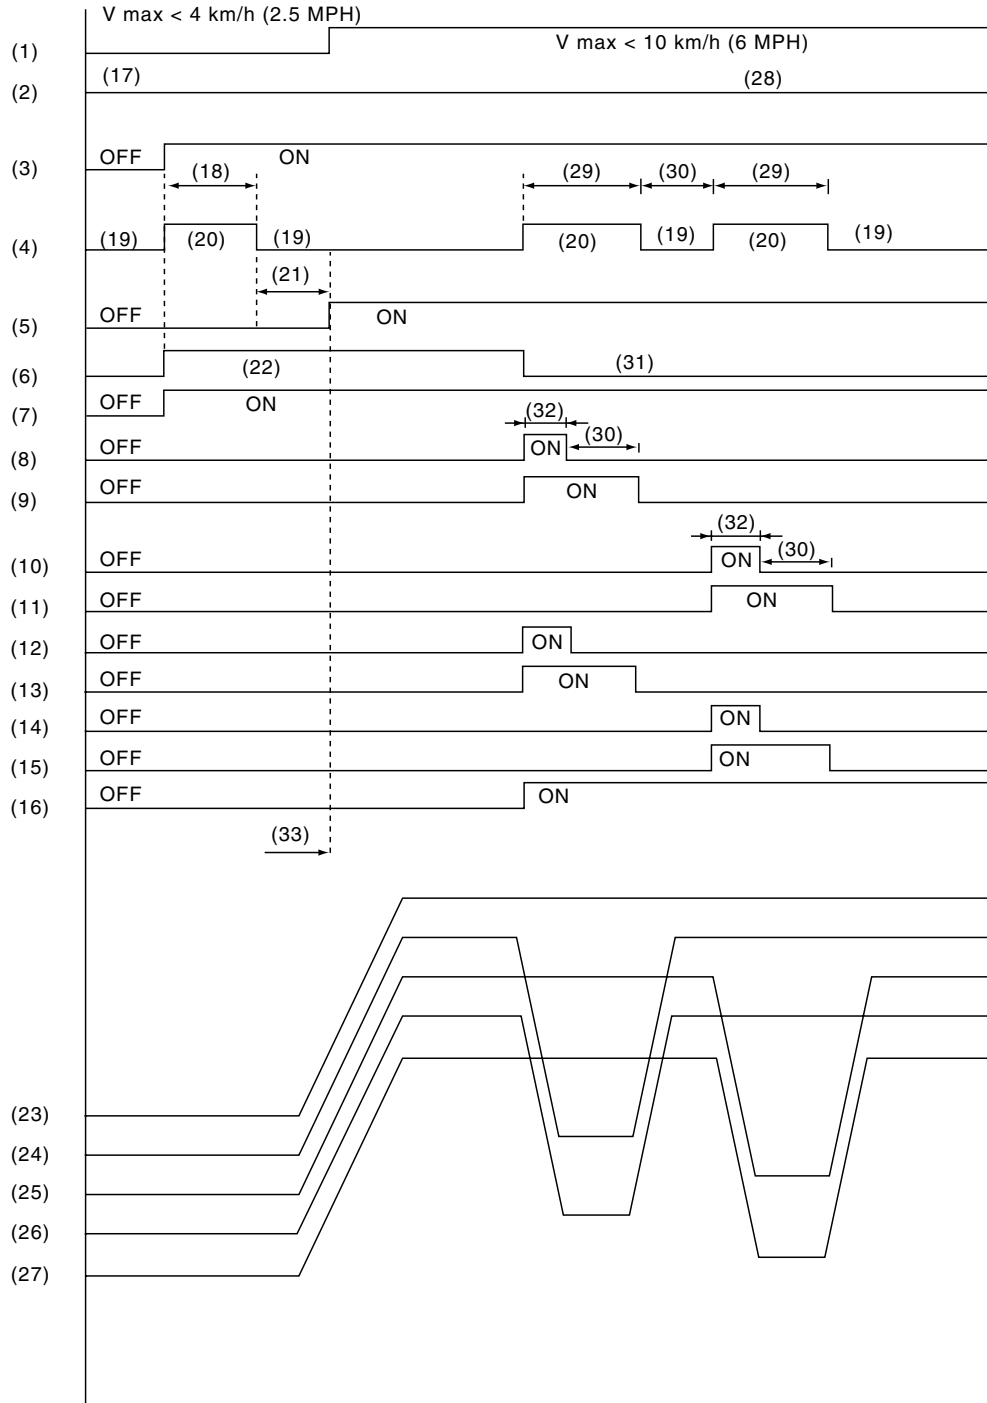 V max < 4 km/h (2.5 MPH)
(1) V max < 10 km/h (6 MPH)
(17) (28)
(2)
(3) OFF ON
(18) (29) (30) (29)
(4) (19) (20) (19) (20) (19) (20) (19)
(21)
(5) OFF ON
(6) (22) (31)
(7) OFF ON
(32)
(8) OFF ON (30)
(9) OFF ON
(32)
(10) OFF ON (30)
(11) OFF ON
(12) OFF ON
(13) OFF ON
(14) OFF ON
(15) OFF ON
(16) OFF ON
(33)
(23)
(24)
(25)
(26)
(27)